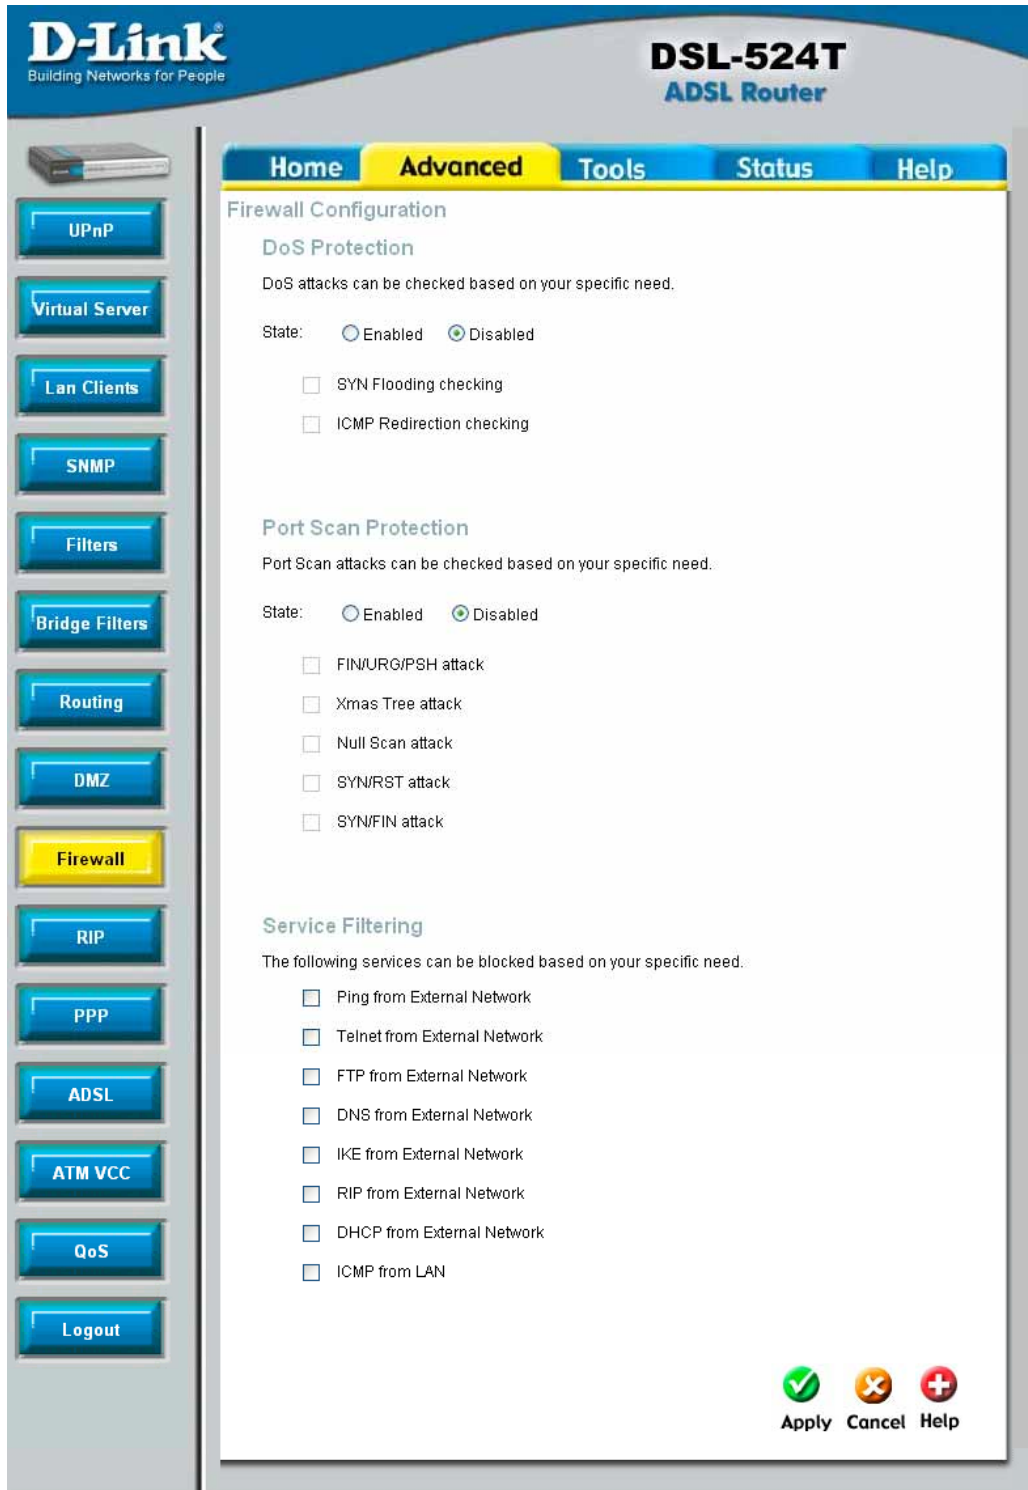 D-Link
Building Networks for People
DSL-524T
ADSL Router
Home Advanced Tools Status Help
UPnP
Virtual Server
Lan Clients
SNMP
Filters
Bridge Filters
Routing
DMZ
Firewall
RIP
PPP
ADSL
ATM VCC
QoS
Logout
Firewall Configuration
DoS Protection
DoS attacks can be checked based on your specific need.
State: Enabled Disabled
SYN Flooding checking
ICMP Redirection checking
Port Scan Protection
Port Scan attacks can be checked based on your specific need.
State: Enabled Disabled
FIN/URG/PSH attack
Xmas Tree attack
Null Scan attack
SYN/RST attack
SYN/FIN attack
Service Filtering
The following services can be blocked based on your specific need.
Ping from External Network
Telnet from External Network
FTP from External Network
DNS from External Network
IKE from External Network
RIP from External Network
DHCP from External Network
ICMP from LAN
Apply Cancel Help